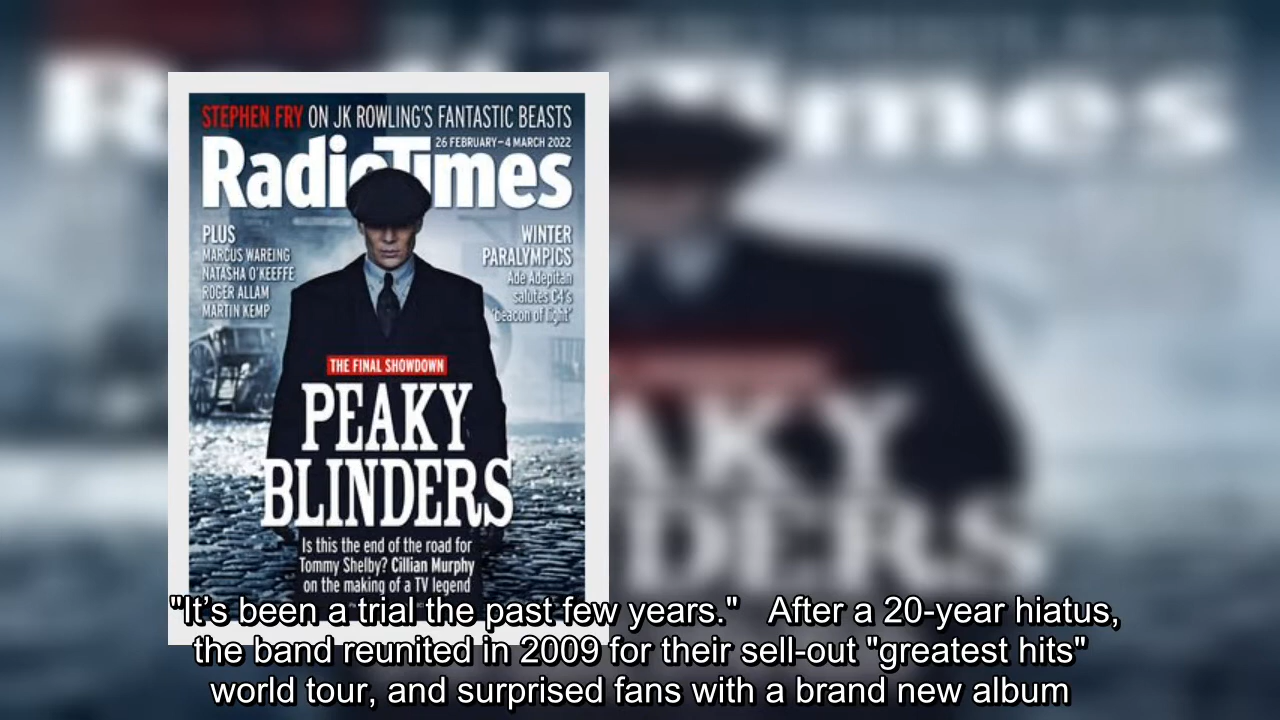 STEPHEN FRY ON JK ROWLING'S FANTASTIC BEASTS
26 FEBRUARY–4 MARCH 2022
RadioTimes
PLUS
MARCUS WAREING
NATASHA O'KEEFFE
ROGER ALLAM
MARTIN KEMP
WINTER
PARALYMPICS
Ade Adepitan
salutes C4's
'beacon of light'
THE FINAL SHOWDOWN
PEAKY
BLINDERS
Is this the end of the road for
Tommy Shelby? Cillian Murphy
on the making of a TV legend
"It’s been a trial the past few years."   After a 20-year hiatus,
the band reunited in 2009 for their sell-out "greatest hits"
world tour, and surprised fans with a brand new album